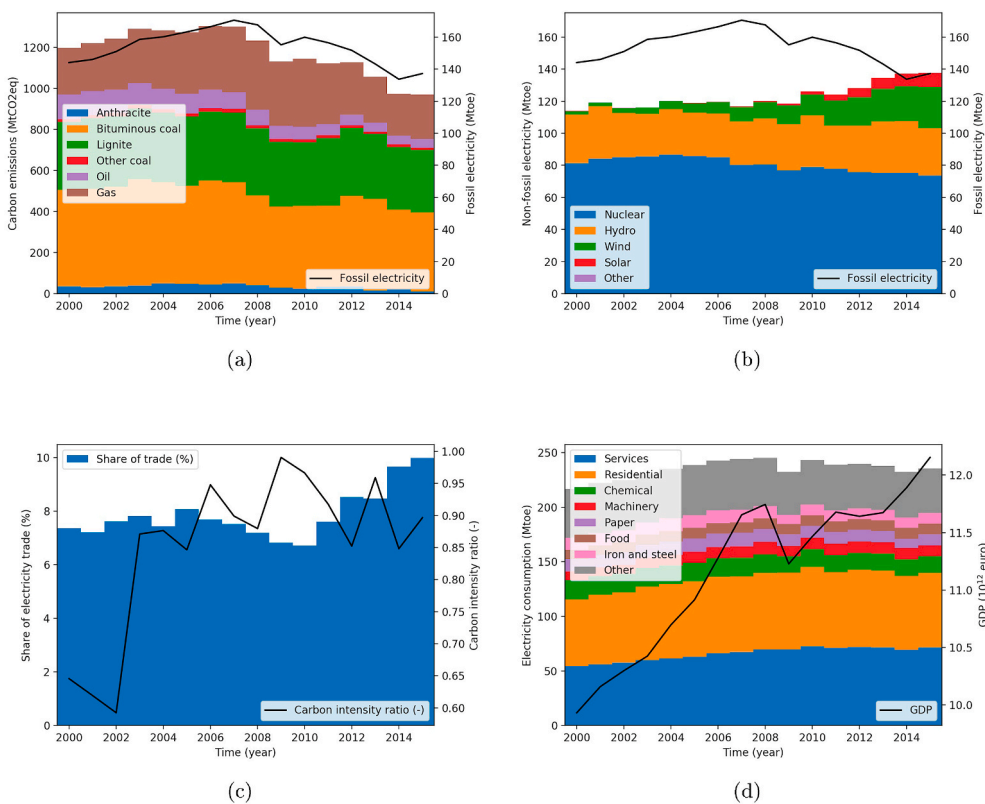 1200
1000
800
600
400
200
0
Carbon emissions (MtCO2eq)
Anthracite
Bituminous coal
Lignite
Other coal
Oil
Gas
Fossil electricity
160
140
120
100
80
60
40
20
0
Fossil electricity (Mtoe)
2000 2002 2004 2006 2008 2010 2012 2014
Time (year)
(a)
160
140
120
100
80
60
40
20
0
Non-fossil electricity (Mtoe)
Nuclear
Hydro
Wind
Solar
Other
Fossil electricity
160
140
120
100
80
60
40
20
0
Fossil electricity (Mtoe)
2000 2002 2004 2006 2008 2010 2012 2014
Time (year)
(b)
10
8
6
4
2
0
Share of electricity trade (%)
Share of trade (%)
Carbon intensity ratio (-)
1.00
0.95
0.90
0.85
0.80
0.75
0.70
0.65
0.60
Carbon intensity ratio (-)
2000 2002 2004 2006 2008 2010 2012 2014
Time (year)
(c)
250
200
150
100
50
0
Electricity consumption (Mtoe)
Services
Residential
Chemical
Machinery
Paper
Food
Iron and steel
Other
GDP
12.0
11.5
11.0
10.5
10.0
GDP (10¹² euro)
2000 2002 2004 2006 2008 2010 2012 2014
Time (year)
(d)